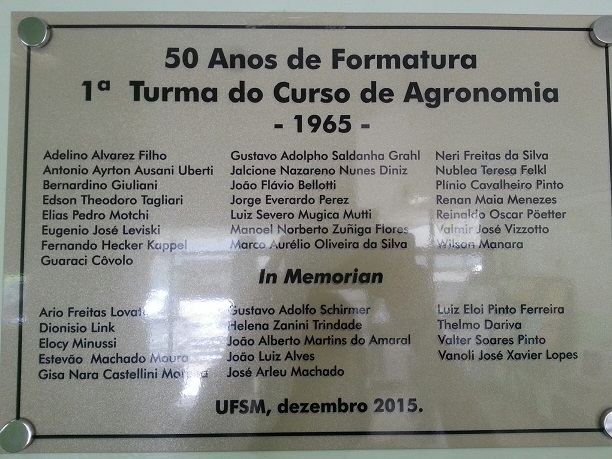 50 Anos de Formatura
1ª Turma do Curso de Agronomia
- 1965 -
Adelino Alvarez Filho
Antonio Ayrton Ausani Uberti
Bernardino Giuliani
Edson Theodoro Tagliari
Elias Pedro Motchi
Eugenio José Leviski
Fernando Hecker Kappel
Guaraci Côvolo
Gustavo Adolpho Saldanha Grahl
Jalcione Nazareno Nunes Diniz
João Flávio Bellotti
Jorge Everardo Perez
Luiz Severo Mugica Mutti
Manoel Norberto Zuñiga Flores
Marco Aurélio Oliveira da Silva
Neri Freitas da Silva
Nublea Teresa Felkl
Plínio Cavalheiro Pinto
Renan Maia Menezes
Reinaldo Oscar Pöetter
Valmir José Vizzotto
Wilson Manara
In Memorian
Ario Freitas Lovato
Dionisio Link
Elocy Minussi
Estevão Machado Moura
Gisa Nara Castellini
Gustavo Adolfo Schirmer
Helena Zanini Trindade
João Alberto Martins do Amaral
João Luiz Alves
José Arleu Machado
Luiz Eloi Pinto Ferreira
Thelmo Dariva
Valter Soares Pinto
Vanoli José Xavier Lopes
UFSM, dezembro 2015.